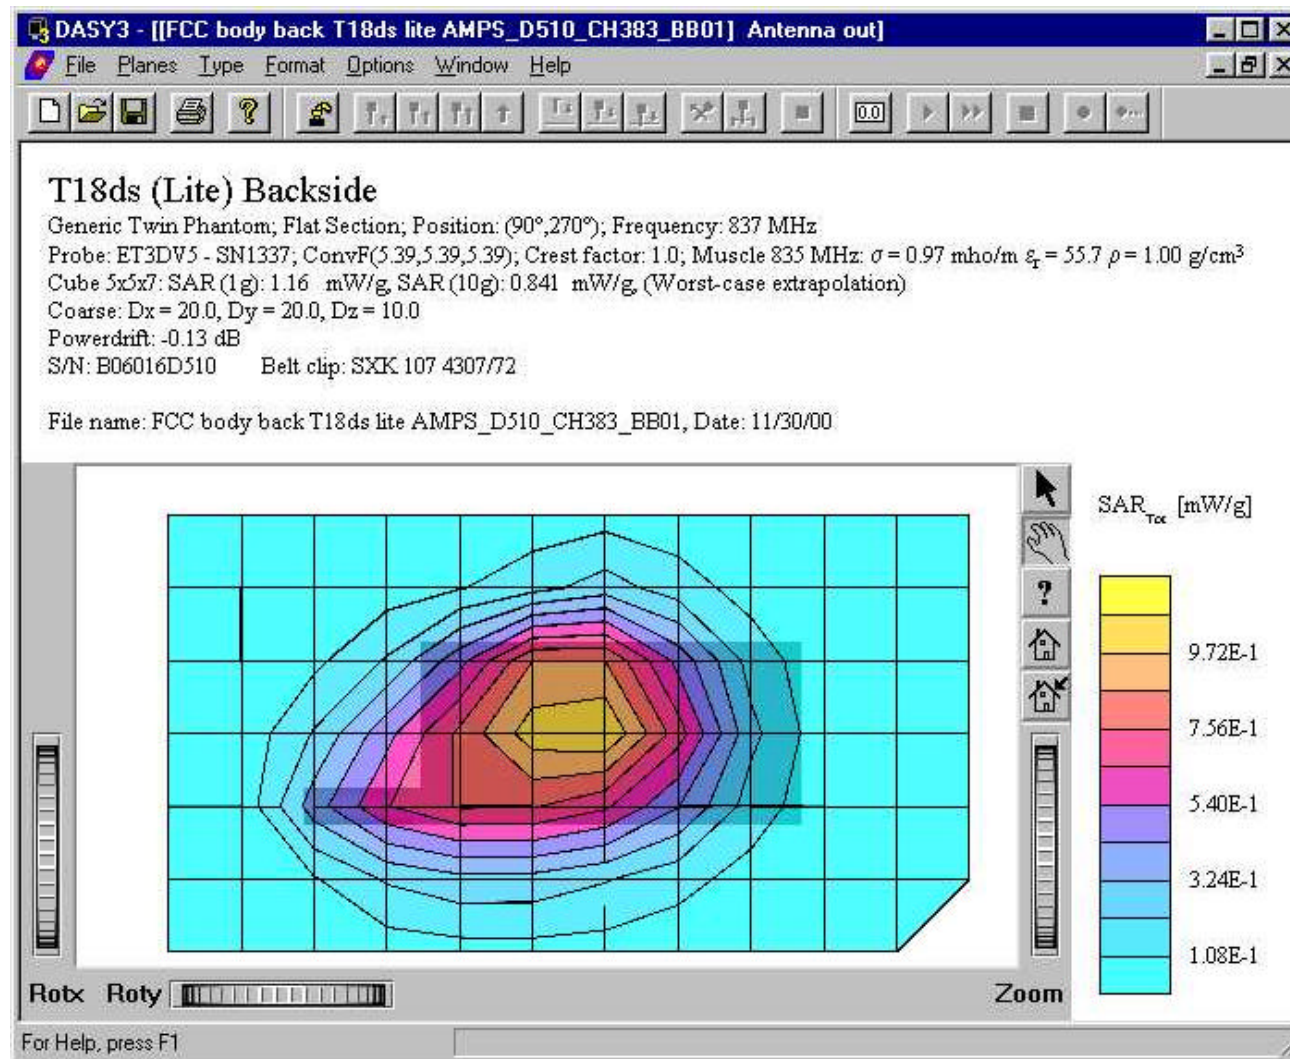 DASY3 - [[FCC body back T18ds lite AMPS_D510_CH383_BB01] Antenna out]
File Planes Type Format Options Window Help
0.0
T18ds (Lite) Backside
Generic Twin Phantom; Flat Section; Position: (90°,270°); Frequency: 837 MHz
Probe: ET3DV5 - SN1337; ConvF(5.39,5.39,5.39); Crest factor: 1.0; Muscle 835 MHz: σ = 0.97 mho/m εr = 55.7 ρ = 1.00 g/cm³
Cube 5x5x7: SAR (1g): 1.16 mW/g, SAR (10g): 0.841 mW/g, (Worst-case extrapolation)
Coarse: Dx = 20.0, Dy = 20.0, Dz = 10.0
Powerdrift: -0.13 dB
S/N: B06016D510 Belt clip: SXK 107 4307/72
File name: FCC body back T18ds lite AMPS_D510_CH383_BB01, Date: 11/30/00
SARTot [mW/g]
9.72E-1
7.56E-1
5.40E-1
3.24E-1
1.08E-1
Rotx Roty Zoom
For Help, press F1